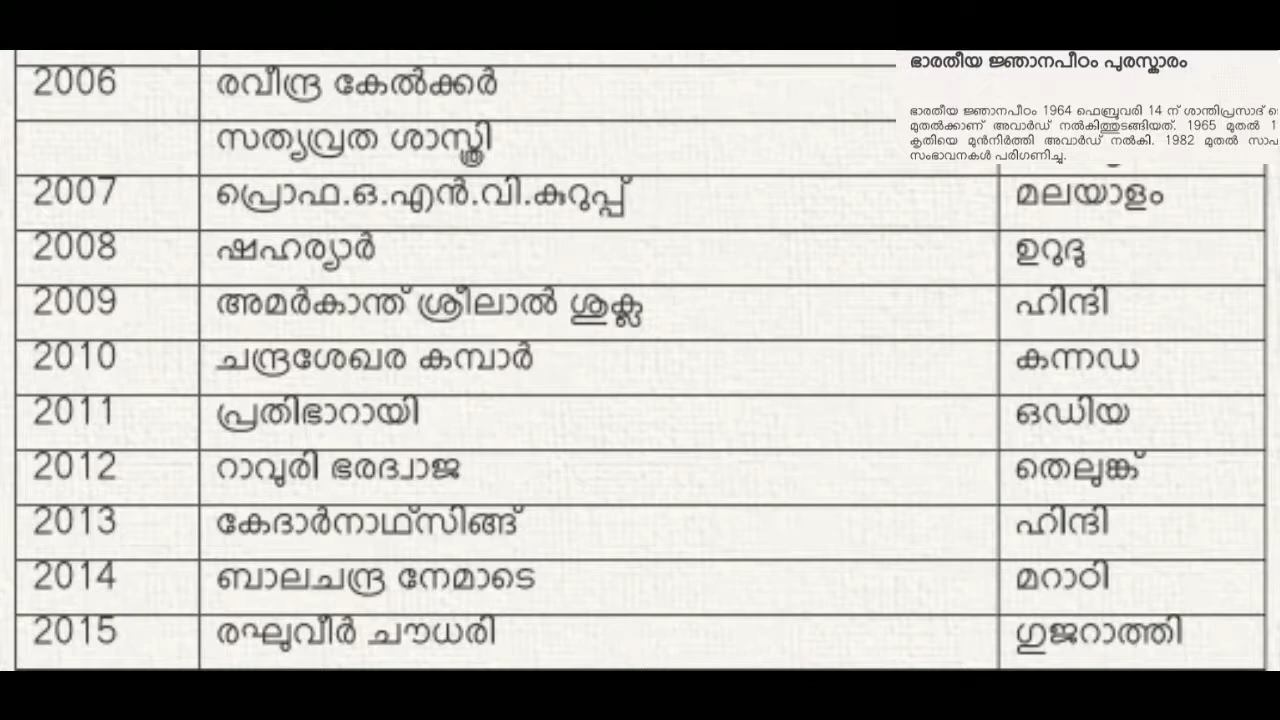 ഭാരതീയ ജ്ഞാനപീഠം പുരസ്കാരം
ഭാരതീയ ജ്ഞാനപീഠം 1964 ഫെബ്രുവരി 14 ന് ശാന്തിപ്രസാദ്
മുതൽക്കാണ് അവാർഡ് നൽകിത്തുടങ്ങിയത്. 1965 മുതൽ 1
കൃതിയെ മുൻനിർത്തി അവാർഡ് നൽകി. 1982 മുതൽ
സംഭാവനകൾ പരിഗണിച്ചു.
2006 രവീന്ദ്ര കേൽക്കർ
സത്യവ്രത ശാസ്ത്രി
2007 പ്രൊഫ.ഒ.എൻ.വി.കുറുപ്പ് മലയാളം
2008 ഷഹര്യാർ ഉറുദു
2009 അമർകാന്ത് ശ്രീലാൽ ശുക്ല ഹിന്ദി
2010 ചന്ദ്രശേഖര കമ്പാർ കന്നഡ
2011 പ്രതിഭാറായി ഒഡിയ
2012 റാവുരി ഭരദ്വാജ തെലുങ്ക്
2013 കേദാർനാഥ്സിങ്ങ് ഹിന്ദി
2014 ബാലചന്ദ്ര നേമാടെ മറാഠി
2015 രഘുവീർ ചൗധരി ഗുജറാത്തി